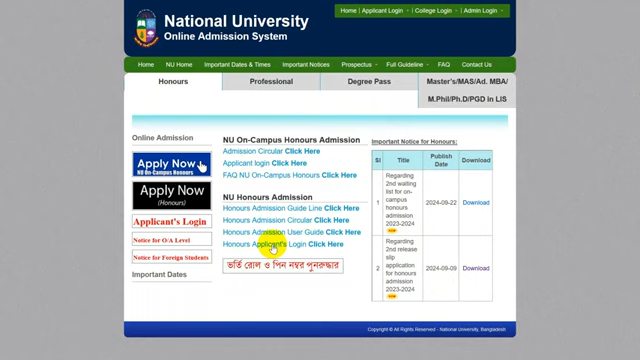 National University
Online Admission System
Home | Applicant Login | College Login | Admin Login
Home NU Home Important Dates & Times Important Notices Prospectus Full Guideline FAQ Contact Us
Honours Professional Degree Pass Master's/MAS/Ad. MBA/
M.Phil/Ph.D/PGD in LIS
Online Admission
Apply Now
NU On-Campus Honours
Apply Now
(Honours)
Applicant's Login
Notice for O/A Level
Notice for Foreign Students
Important Dates
NU On-Campus Honours Admission
Admission Circular Click Here
Applicant login Click Here
FAQ NU On-Campus Honours Click Here
NU Honours Admission
Honours Admission Guide Line Click Here
Honours Admission Circular Click Here
Honours Admission User Guide Click Here
Honours Applicant's Login Click Here
ভর্তি রোল ও পিন নম্বর পুনরুদ্ধার
Important Notice for Honours:
Sl Title Publish Date Download
1 Regarding 2nd waiting list for on-campus honours admission 2023-2024 2024-09-22 Download
2 Regarding 2nd release slip application for honours admission 2023-2024 2024-09-09 Download
Copyright © All Rights Reserved - National University, Bangladesh